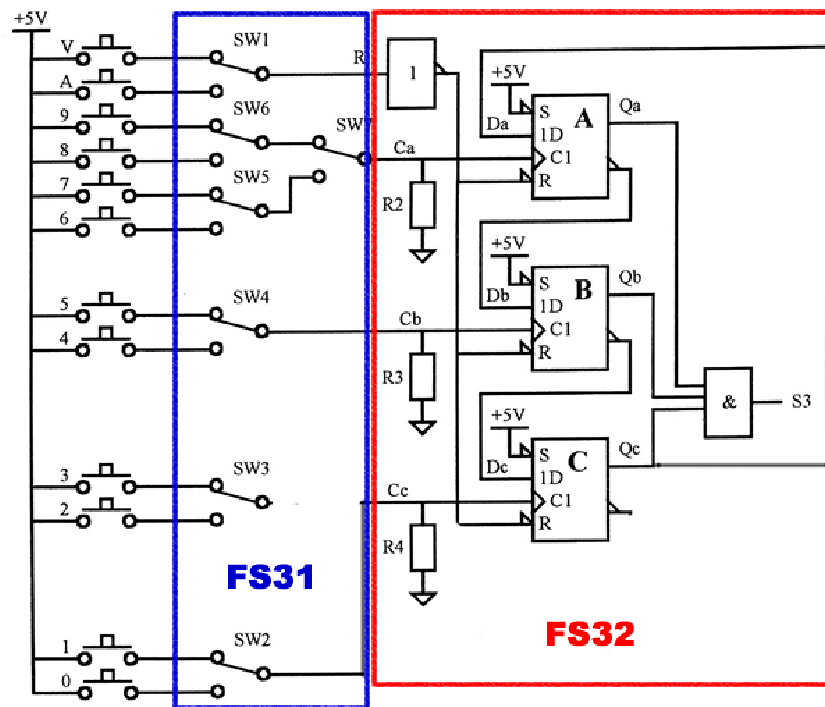 +5V
V
A
9
8
7
6
5
4
3
2
1
0
SW1
SW6
SW5
SW4
SW3
SW2
FS31
R
1
Ca
R2
Cb
R3
Cc
R4
+5V
S
A
Qa
Da
1D
C1
R
+5V
S
B
Qb
Db
1D
C1
R
+5V
S
C
Qc
Dc
1D
C1
R
&
S3
FS32